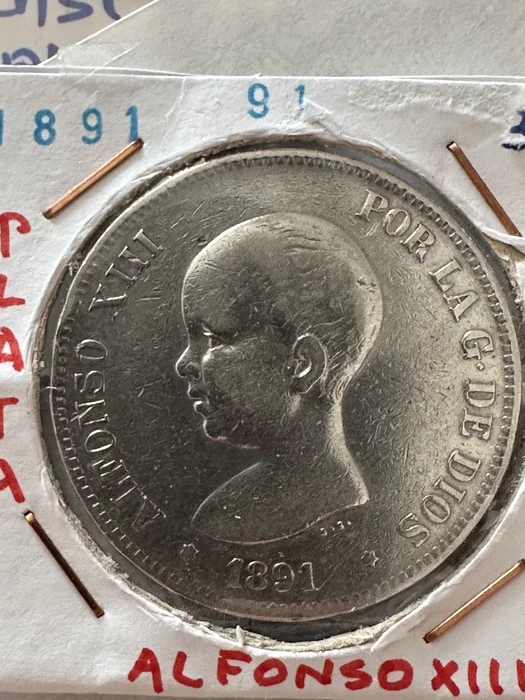 1891 91
PLATA
ALFONSO XIII POR LA G. DE DIOS
1891
ALFONSO XIII